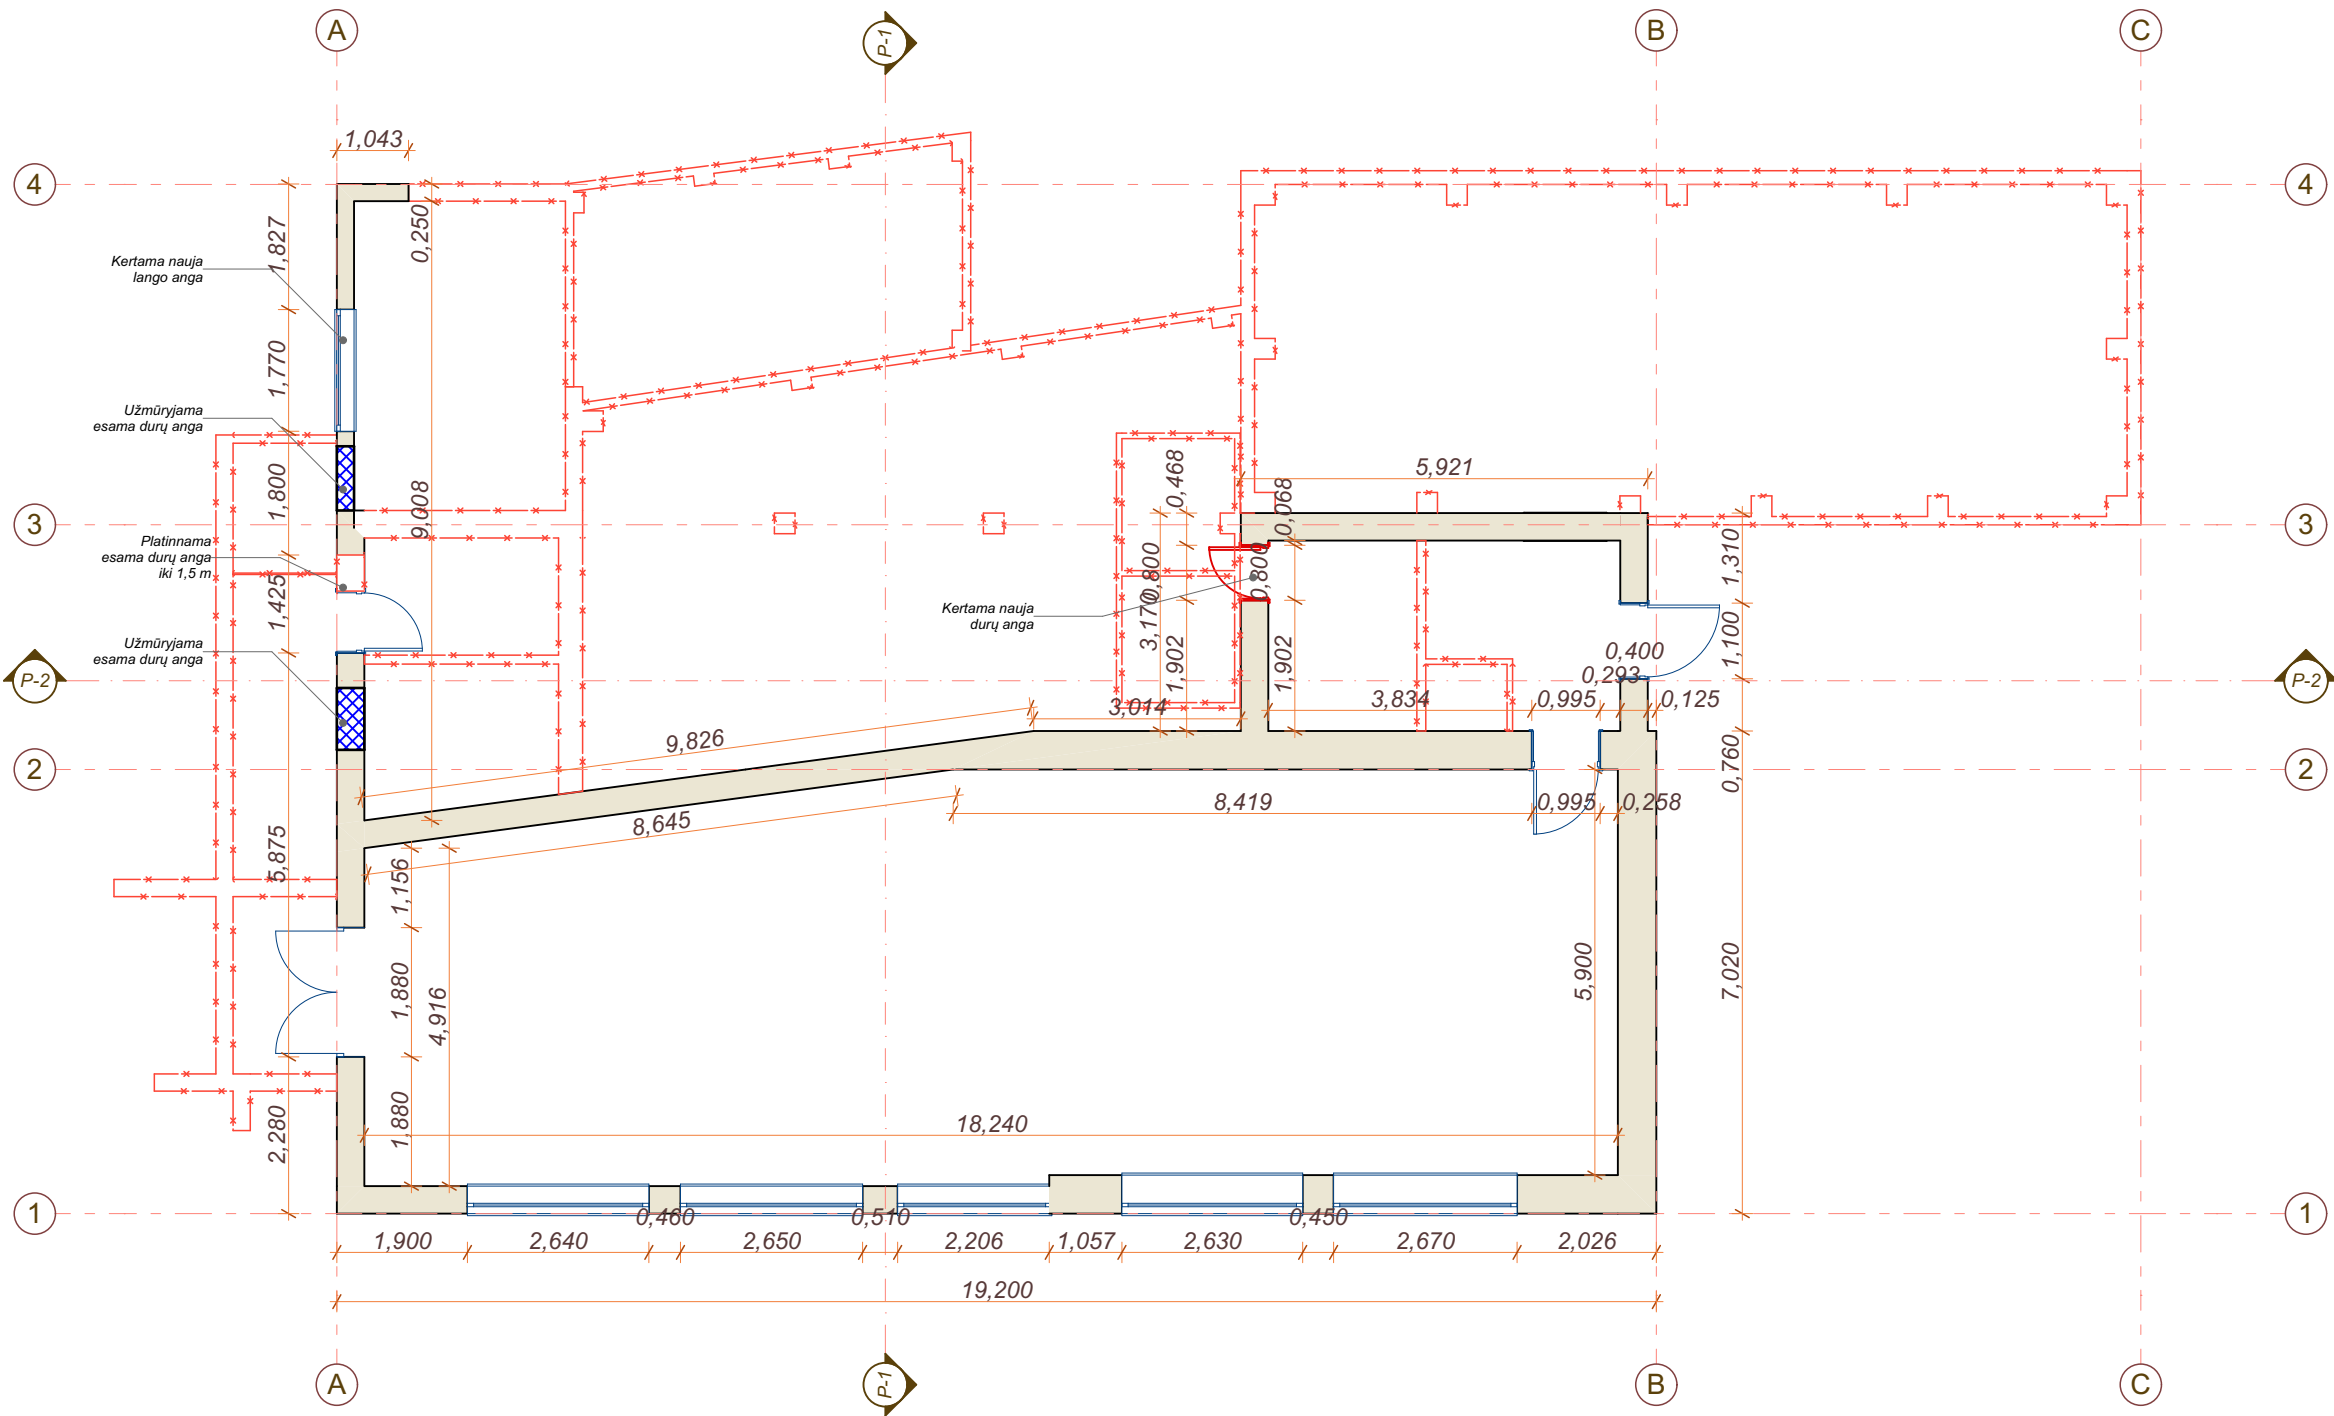 A
P-1
B
C
1,043
4
4
1,827
0,250
Kertama nauja
lango anga
1,770
Užmūryjama
esama durų anga
1,800
9,008
0,468
0,068
5,921
3
3
Platinnama
esama durų anga
iki 1,5 m
1,425
0,800
0,800
1,310
Kertama nauja
durų anga
3,170
1,902
1,902
1,100
Užmūryjama
esama durų anga
0,400
0,293
P-2
P-2
3,014
3,834
0,995
0,125
9,826
2
2
0,760
8,645
8,419
0,995
0,258
5,875
1,156
1,880
4,916
5,900
7,020
2,280
1,880
18,240
1
1
0,460
0,510
0,450
1,900
2,640
2,650
2,206
1,057
2,630
2,670
2,026
19,200
A
P-1
B
C